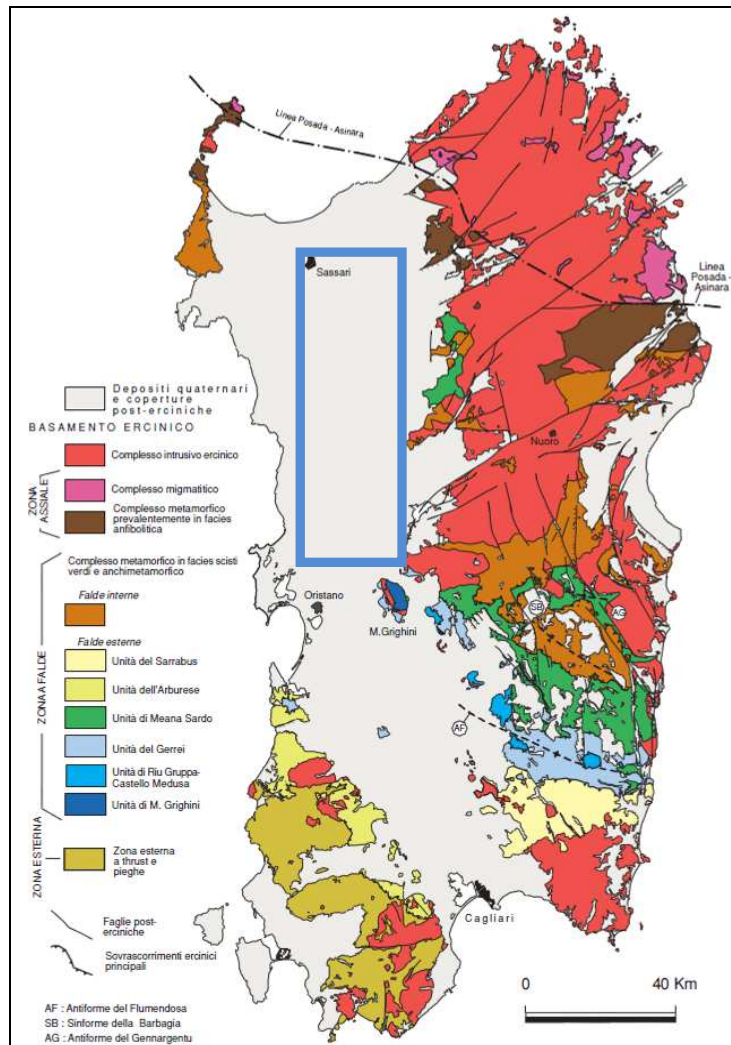 Linea Posada - Asinara
Linea
Posada -
Asinara
Sassari
Nuoro
Depositi quaternari
e coperture
post-erciniche
BASAMENTO ERCINICO
Complesso intrusivo ercinico
ZONA
ASSIALE
Complesso migmatitico
Complesso metamorfico
prevalentemente in facies
anfibolitica
Complesso metamorfico in facies scisti
verdi e anchimetamorfico
ZONA A FALDE
Falde interne
Falde esterne
Unità del Sarrabus
Unità dell'Arburese
Unità di Meana Sardo
Unità del Gerrei
Unità di Riu Gruppa-
Castello Medusa
Unità di M. Grighini
ZONA ESTERNA
Zona esterna
a thrust e
pieghe
Faglie post-
erciniche
Sovrascorrimenti ercinici
principali
AF : Antiforme del Flumendosa
SB : Sinforme della Barbagia
AG : Antiforme del Gennargentu
Oristano
M.Grighini
SB
AG
AF
Cagliari
0 40 Km